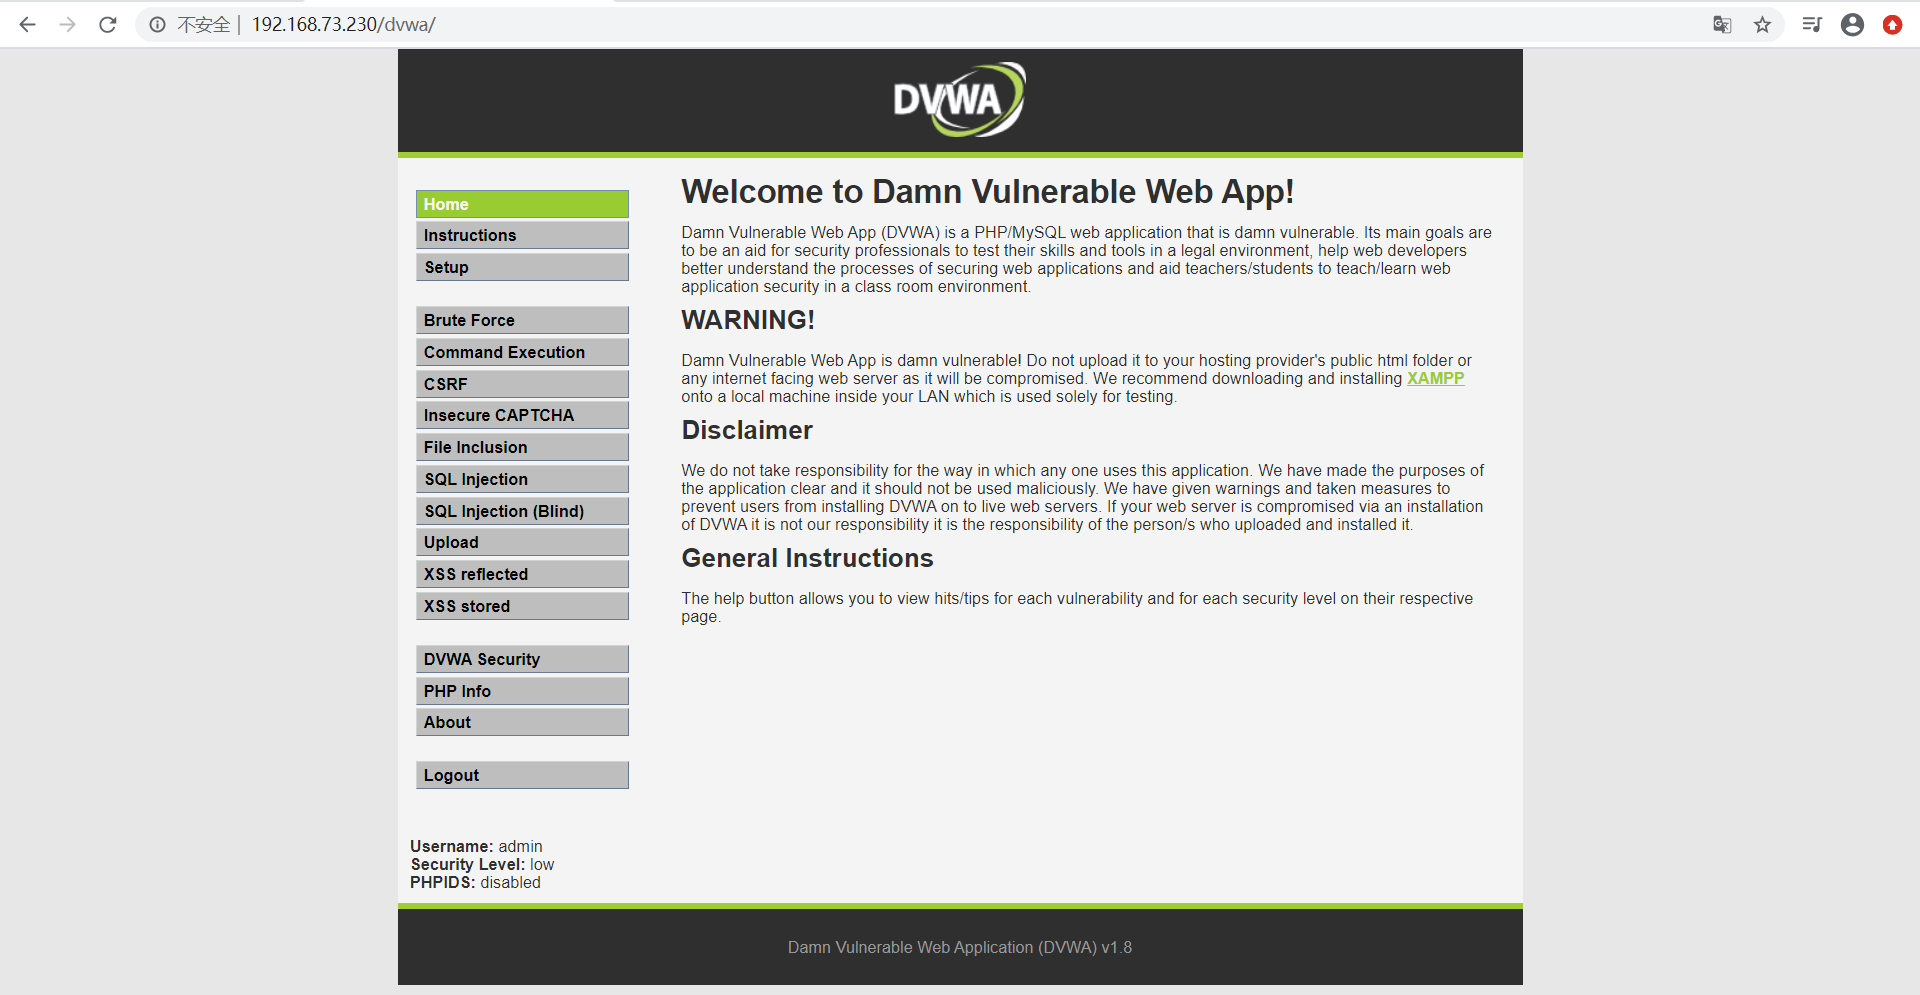 不安全 | 192.168.73.230/dvwa/
DVWA
Home
Instructions
Setup
Brute Force
Command Execution
CSRF
Insecure CAPTCHA
File Inclusion
SQL Injection
SQL Injection (Blind)
Upload
XSS reflected
XSS stored
DVWA Security
PHP Info
About
Logout
Username: admin
Security Level: low
PHPIDS: disabled
Welcome to Damn Vulnerable Web App!
Damn Vulnerable Web App (DVWA) is a PHP/MySQL web application that is damn vulnerable. Its main goals are
to be an aid for security professionals to test their skills and tools in a legal environment, help web developers
better understand the processes of securing web applications and aid teachers/students to teach/learn web
application security in a class room environment.
WARNING!
Damn Vulnerable Web App is damn vulnerable! Do not upload it to your hosting provider's public html folder or
any internet facing web server as it will be compromised. We recommend downloading and installing XAMPP
onto a local machine inside your LAN which is used solely for testing.
Disclaimer
We do not take responsibility for the way in which any one uses this application. We have made the purposes of
the application clear and it should not be used maliciously. We have given warnings and taken measures to
prevent users from installing DVWA on to live web servers. If your web server is compromised via an installation
of DVWA it is not our responsibility it is the responsibility of the person/s who uploaded and installed it.
General Instructions
The help button allows you to view hits/tips for each vulnerability and for each security level on their respective
page.
Damn Vulnerable Web Application (DVWA) v1.8